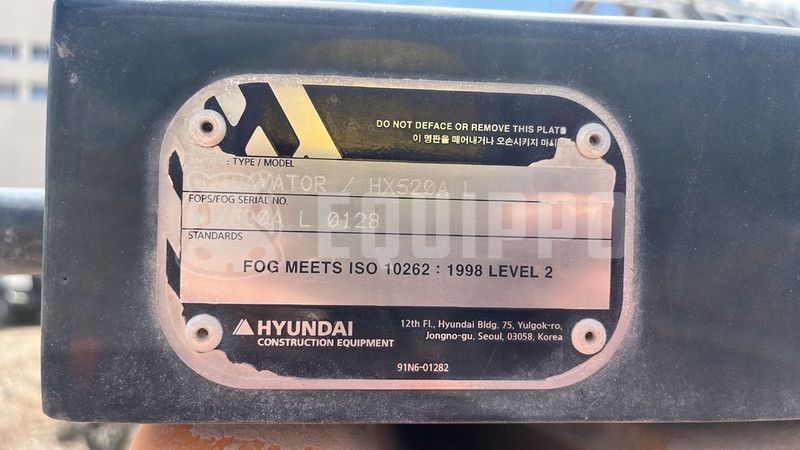 DO NOT DEFACE OR REMOVE THIS PLATE
이 명판을 떼어내거나 오손시키지 마시
: TYPE / MODEL
VATOR / HX520A L
FOPS/FOG SERIAL NO.
20A L 0128
STANDARDS
EQUIPPO
FOG MEETS ISO 10262 : 1998 LEVEL 2
HYUNDAI
CONSTRUCTION EQUIPMENT
12th Fl., Hyundai Bldg. 75, Yulgok-ro,
Jongno-gu, Seoul, 03058, Korea
91N6-01282